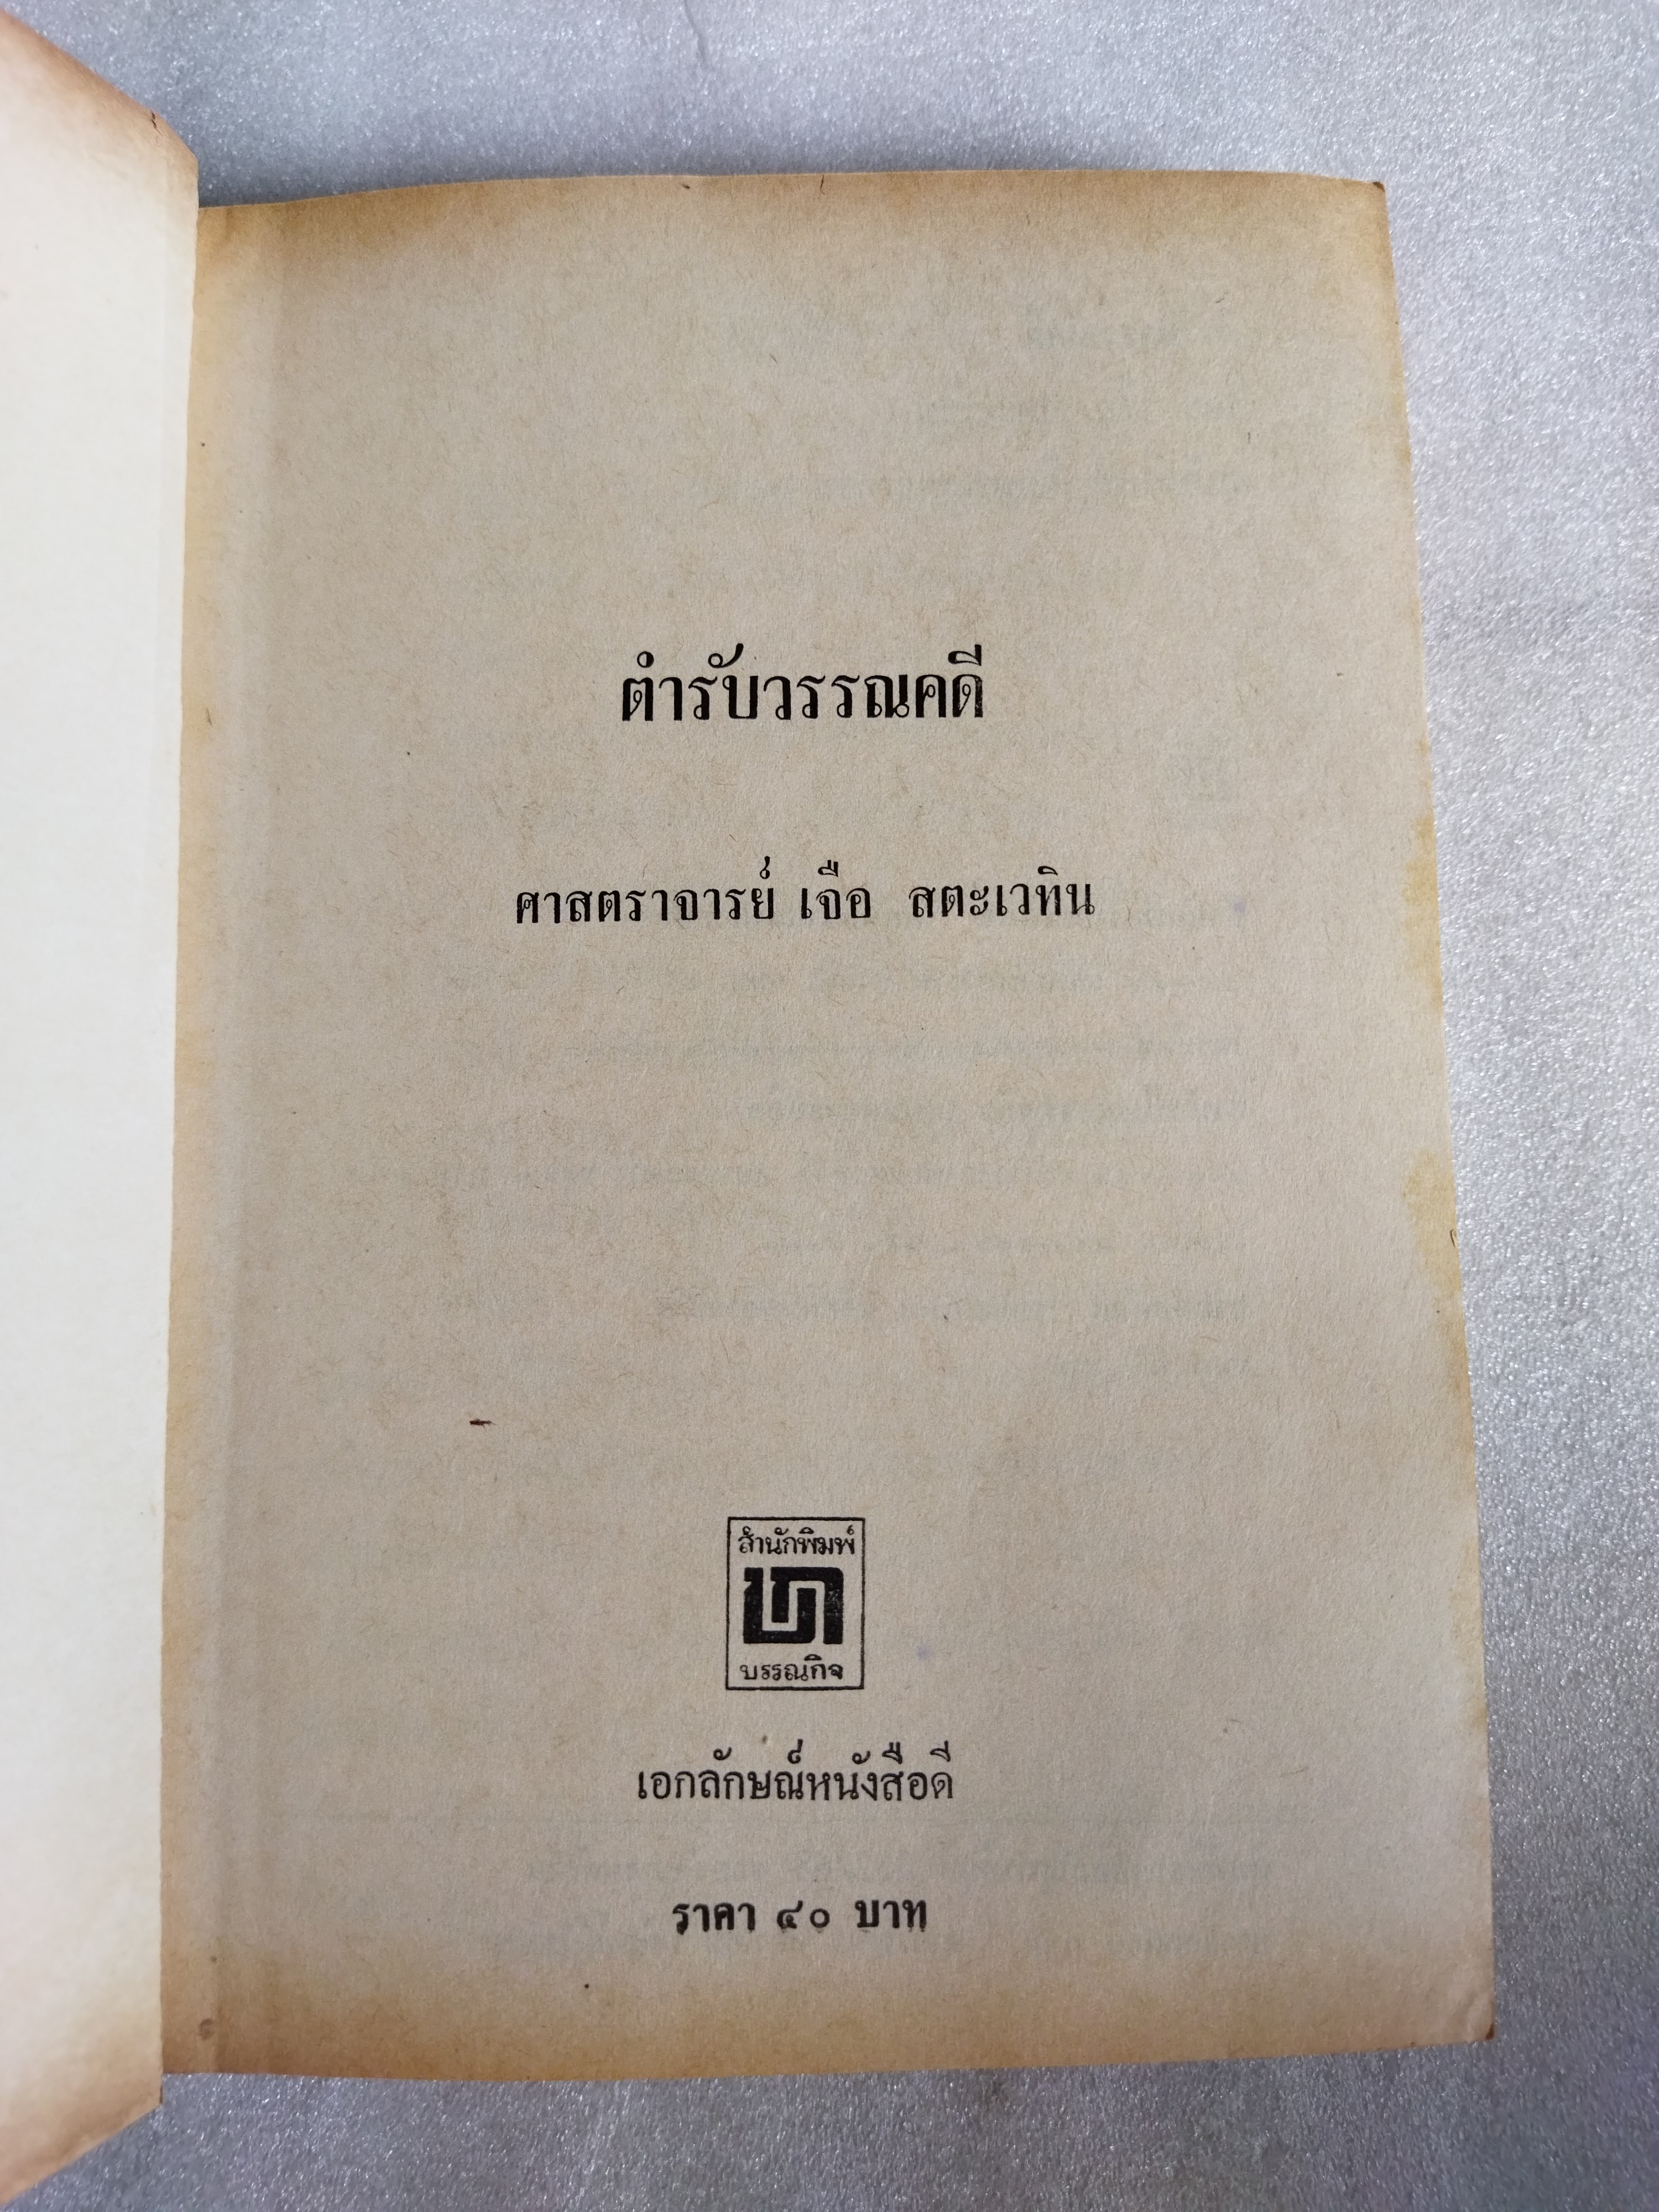 ตำรับวรรณคดี
ศาสตราจารย์ เจือ สตะเวทิน
สำนักพิมพ์
บรรณกิจ
เอกลักษณ์หนังสือดี
ราคา ๔๐ บาท